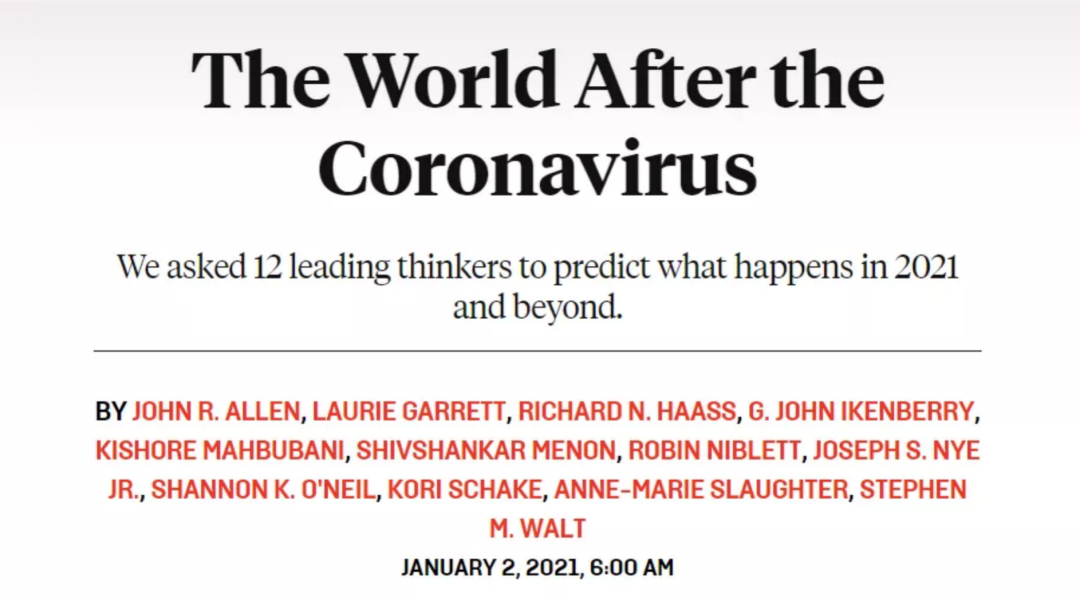 The World After the
Coronavirus
We asked 12 leading thinkers to predict what happens in 2021
and beyond.
BY JOHN R. ALLEN, LAURIE GARRETT, RICHARD N. HAASS, G. JOHN IKENBERRY,
KISHORE MAHBUBANI, SHIVSHANKAR MENON, ROBIN NIBLETT, JOSEPH S. NYE
JR., SHANNON K. O'NEIL, KORI SCHAKE, ANNE-MARIE SLAUGHTER, STEPHEN
M. WALT
JANUARY 2, 2021, 6:00 AM